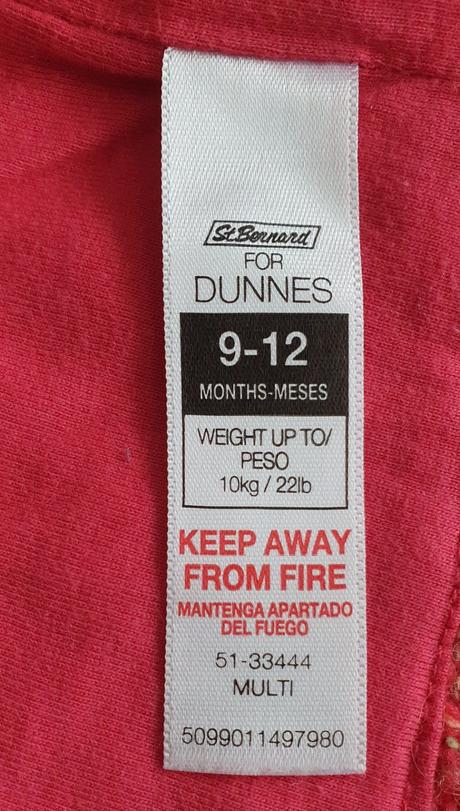 St.Bernard
FOR
DUNNES
9-12
MONTHS-MESES
WEIGHT UP TO/
PESO
10kg / 22lb
KEEP AWAY
FROM FIRE
MANTENGA APARTADO
DEL FUEGO
51-33444
MULTI
5099011497980